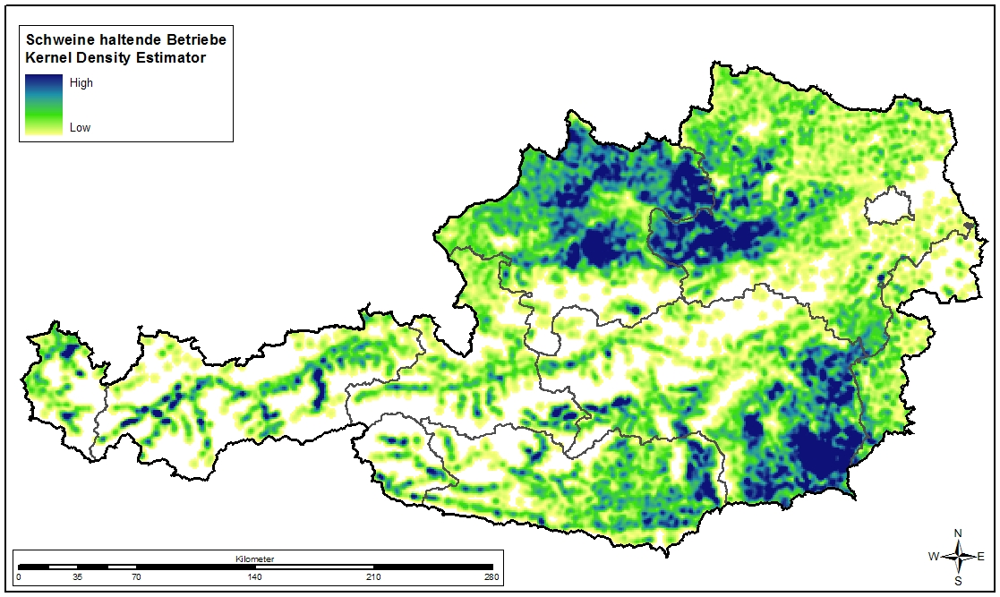 Schweine haltende Betriebe
Kernel Density Estimator
High
Low
Kilometer
0 35 70 140 210 280
N
W E
S